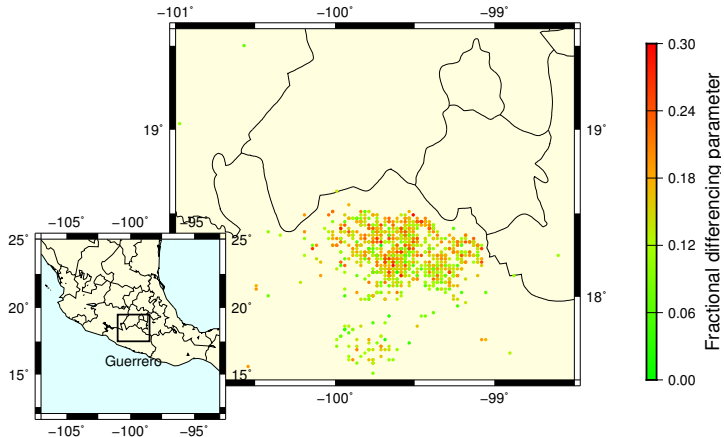 −101˚ −100˚ −99˚
19˚ 19˚
18˚
−100˚ −99˚
−105˚ −100˚ −95˚
25˚ 25˚
20˚ 20˚
15˚ 15˚
−105˚ −100˚ −95˚
Guerrero
0.30
0.24
0.18
0.12
0.06
0.00
Fractional differencing parameter